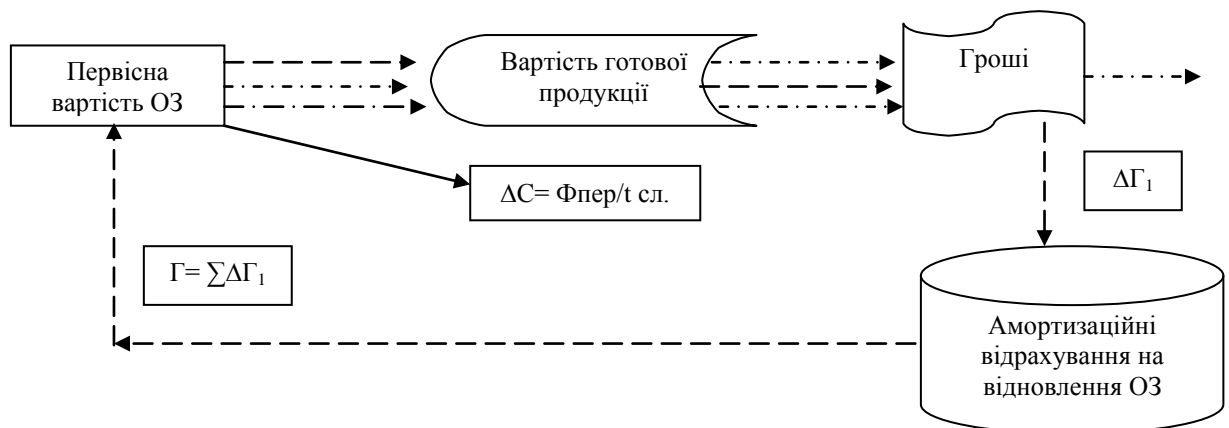 Первісна
вартість ОЗ
Вартість готової
продукції
Гроші
ΔС= Фпер/t сл.
ΔГ₁
Г= ∑ΔГ₁
Амортизаційні
відрахування на
відновлення ОЗ